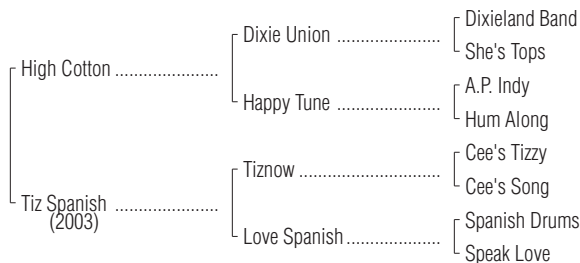 Dixieland Band
Dixie Union ........................
She's Tops
High Cotton ........................
A.P. Indy
Happy Tune ........................
Hum Along
Cee's Tizzy
Tiznow ................................
Cee's Song
Tiz Spanish ........................
(2003)
Spanish Drums
Love Spanish......................
Speak Love